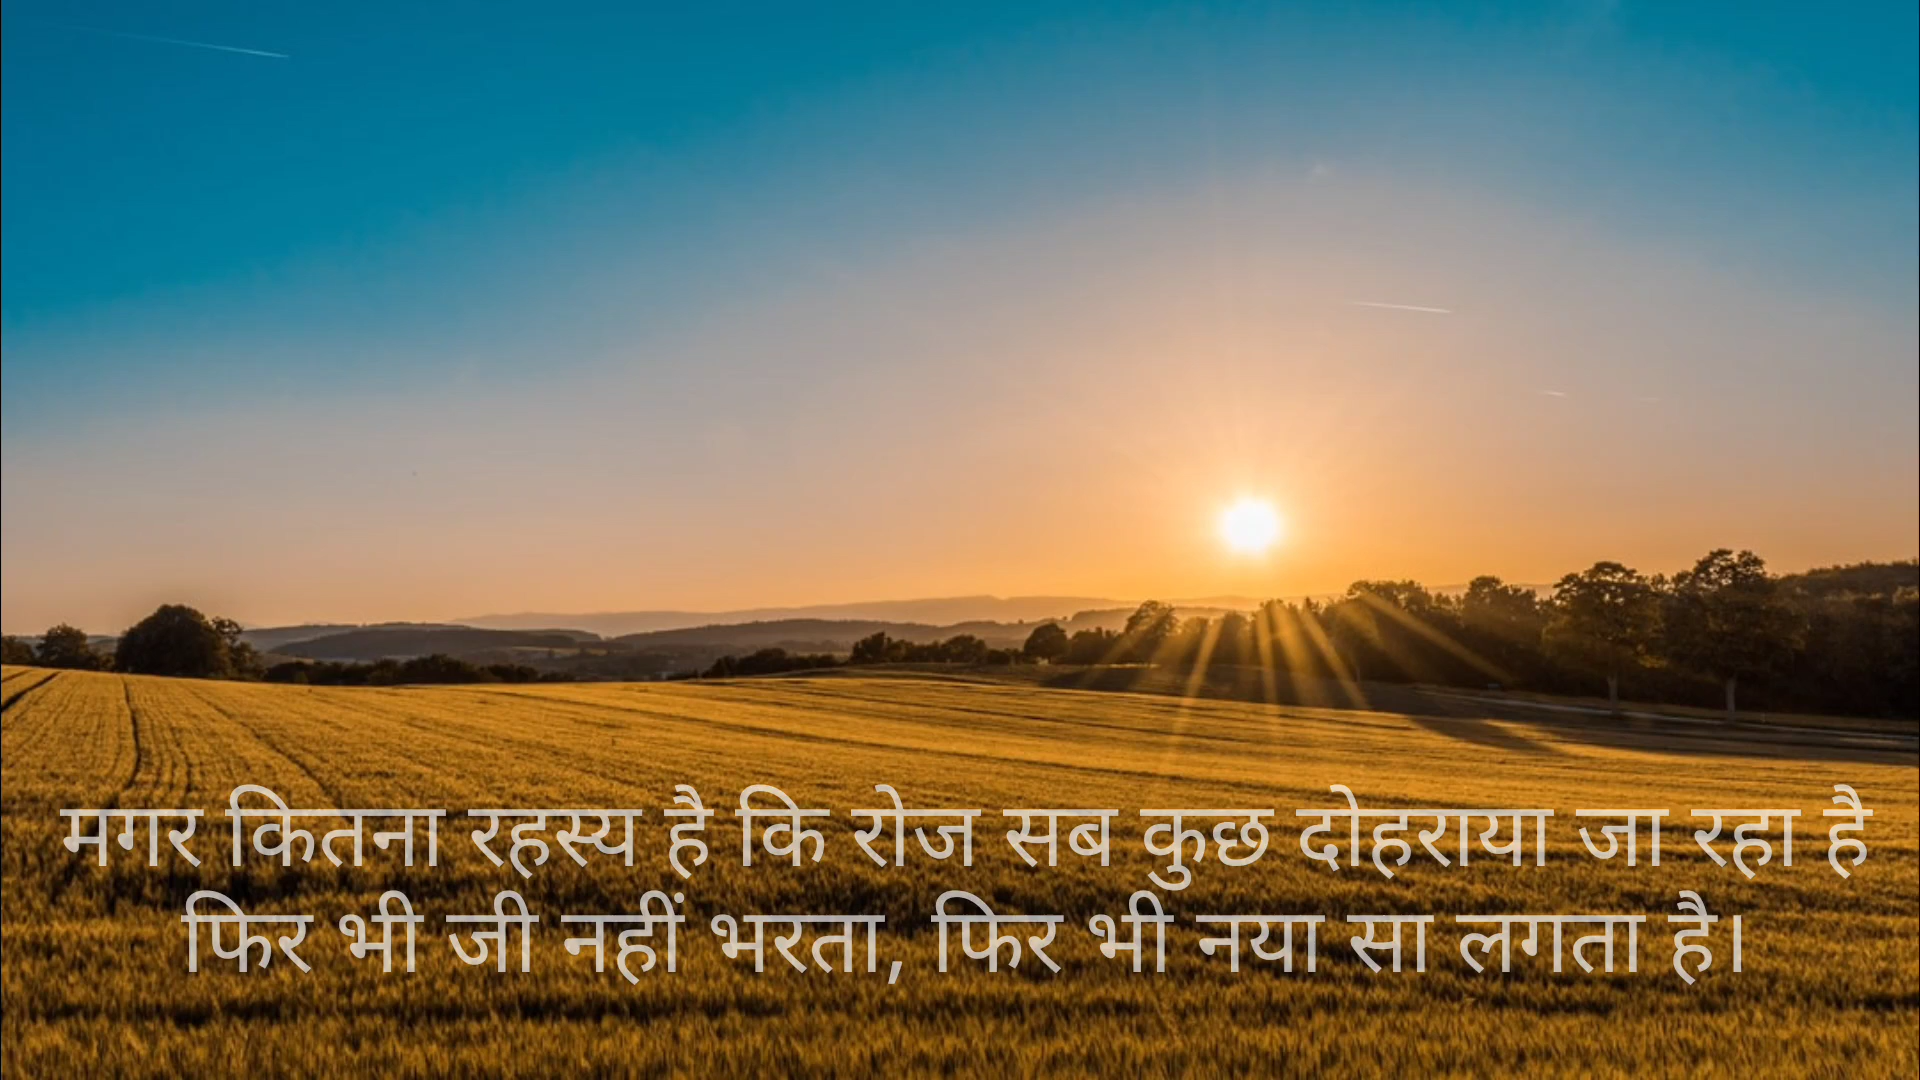 मगर कितना रहस्य है कि रोज सब कुछ दोहराया जा रहा है
फिर भी जी नहीं भरता, फिर भी नया सा लगता है।